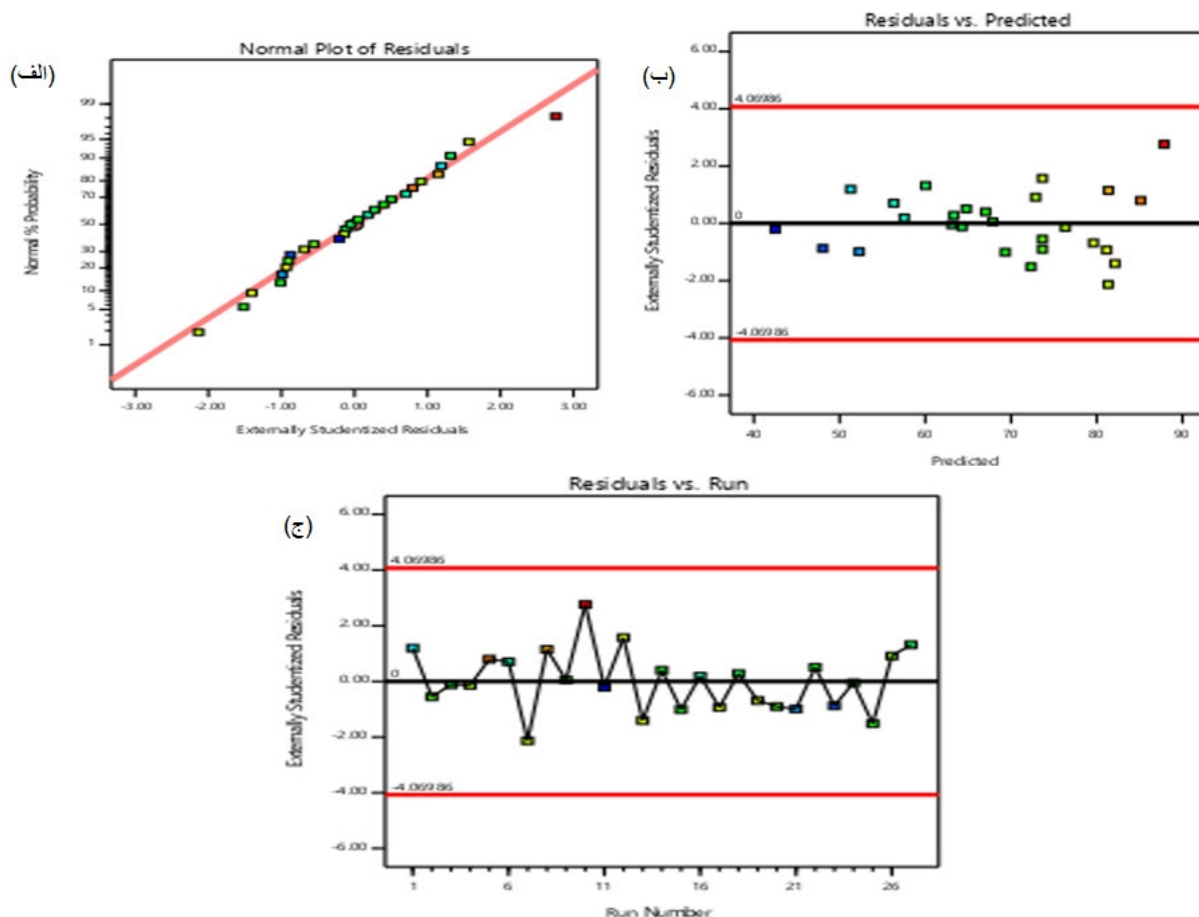 (الف)
Normal Plot of Residuals
Normal % Probability
99
95
90
80
70
50
30
20
10
5
1
-3.00 -2.00 -1.00 0.00 1.00 2.00 3.00
Externally Studentized Residuals
(ب)
Residuals vs. Predicted
Externally Studentized Residuals
6.00
4.00
2.00
0.00
-2.00
-4.00
-6.00
4.06986
0
-4.06986
40 50 60 70 80 90
Predicted
(ج)
Residuals vs. Run
Externally Studentized Residuals
6.00
4.00
2.00
0.00
-2.00
-4.00
-6.00
4.06986
0
-4.06986
1 6 11 16 21 26
Run Number